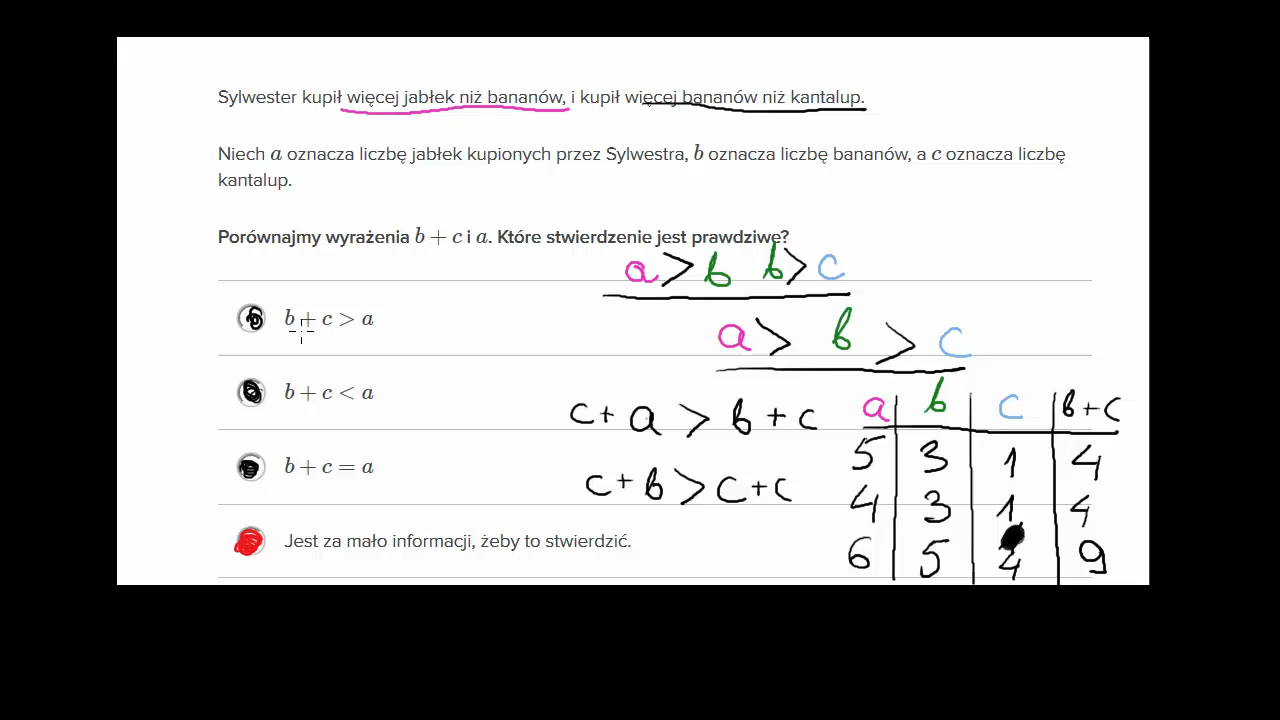 Sylwester kupił więcej jabłek niż bananów, i kupił więcej bananów niż kantalup.
Niech a oznacza liczbę jabłek kupionych przez Sylwestra, b oznacza liczbę bananów, a c oznacza liczbę
kantalup.
Porównajmy wyrażenia b + c i a. Które stwierdzenie jest prawdziwe?
a > b b > c
b + c > a
a > b > c
b + c < a
c + a > b + c
a b c b+c
5 3 1 4
b + c = a
c + b > c + c
4 3 1 4
Jest za mało informacji, żeby to stwierdzić.
6 5 4 9